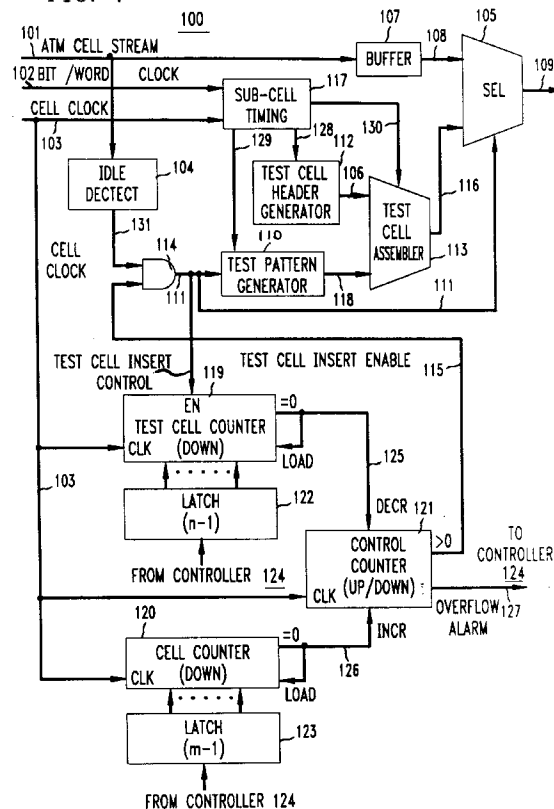 100
101 ATM CELL STREAM
107
BUFFER
108
105
SEL
109
102 BIT /WORD CLOCK
117
SUB-CELL
TIMING
CELL CLOCK
103
129
128
130
112
104
IDLE
DECTECT
TEST CELL
HEADER
GENERATOR
106
TEST
CELL
ASSEMBLER
116
113
131
CELL
CLOCK
114
111
110
TEST PATTERN
GENERATOR
118
111
TEST CELL INSERT
CONTROL
TEST CELL INSERT ENABLE
115
119
EN
TEST CELL COUNTER
(DOWN)
CLK
=0
LOAD
125
103
LATCH
(n-1)
122
DECR
121
FROM CONTROLLER 124
CONTROL
COUNTER
(UP/DOWN)
CLK
>0
TO
CONTROLLER
124
OVERFLOW
127
ALARM
120
CELL COUNTER
(DOWN)
CLK
=0
LOAD
126
INCR
LATCH
(m-1)
123
FROM CONTROLLER 124